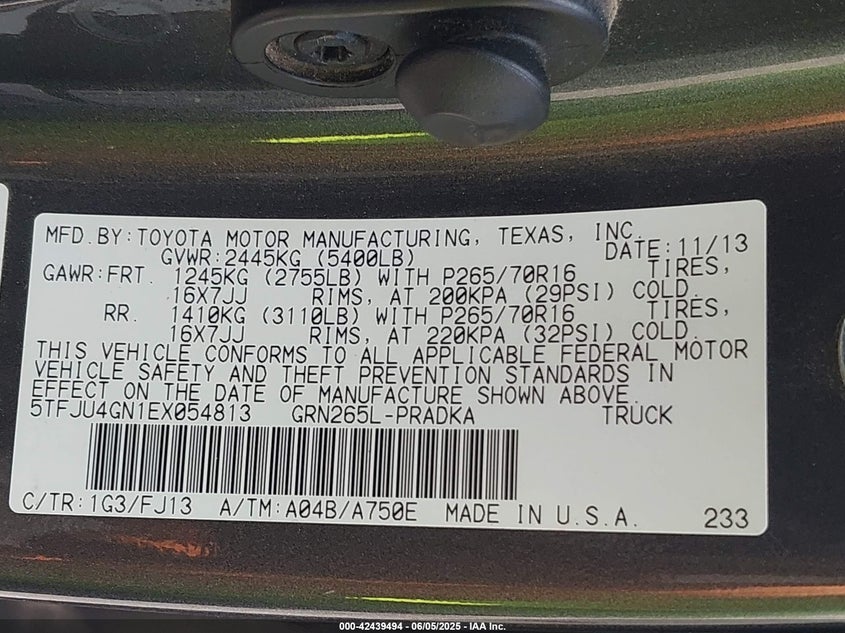 MFD.BY:TOYOTA MOTOR MANUFACTURING, TEXAS, INC.
GVWR:2445KG (5400LB) DATE:11/13
GAWR:FRT. 1245KG (2755LB) WITH P265/70R16 TIRES,
16X7JJ RIMS, AT 200KPA (29PSI) COLD.
RR. 1410KG (3110LB) WITH P265/70R16 TIRES,
16X7JJ RIMS, AT 220KPA (32PSI) COLD.
THIS VEHICLE CONFORMS TO ALL APPLICABLE FEDERAL MOTOR
VEHICLE SAFETY AND THEFT PREVENTION STANDARDS IN
EFFECT ON THE DATE OF MANUFACTURE SHOWN ABOVE.
5TFJU4GN1EX054813 GRN265L-PRADKA TRUCK
C/TR:1G3/FJ13 A/TM:A04B/A750E MADE IN U.S.A. 233
000-42439494 - 06/05/2025 - IAA Inc.